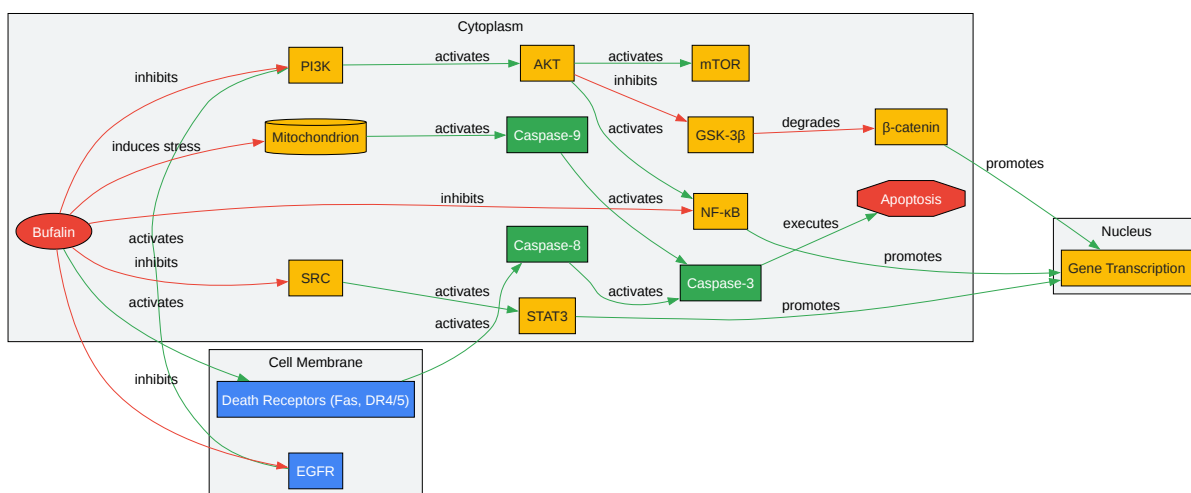 Cytoplasm
PI3K
activates
AKT
activates
mTOR
inhibits
inhibits
Mitochondrion
activates
Caspase-9
activates
GSK-3β
degrades
β-catenin
induces stress
promotes
inhibits
activates
NF-κB
Apoptosis
executes
Bufalin
activates
Caspase-8
promotes
Nucleus
Gene Transcription
inhibits
SRC
activates
activates
Caspase-3
activates
activates
STAT3
promotes
Cell Membrane
inhibits
Death Receptors (Fas, DR4/5)
EGFR